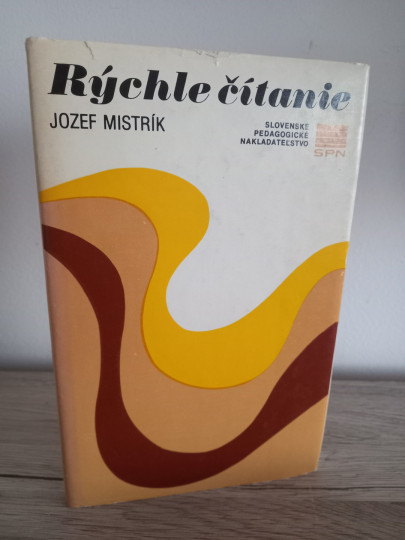 Rýchle čítanie
JOZEF MISTRÍK
SLOVENSKÉ
PEDAGOGICKÉ
NAKLADATEĽSTVO
SPN